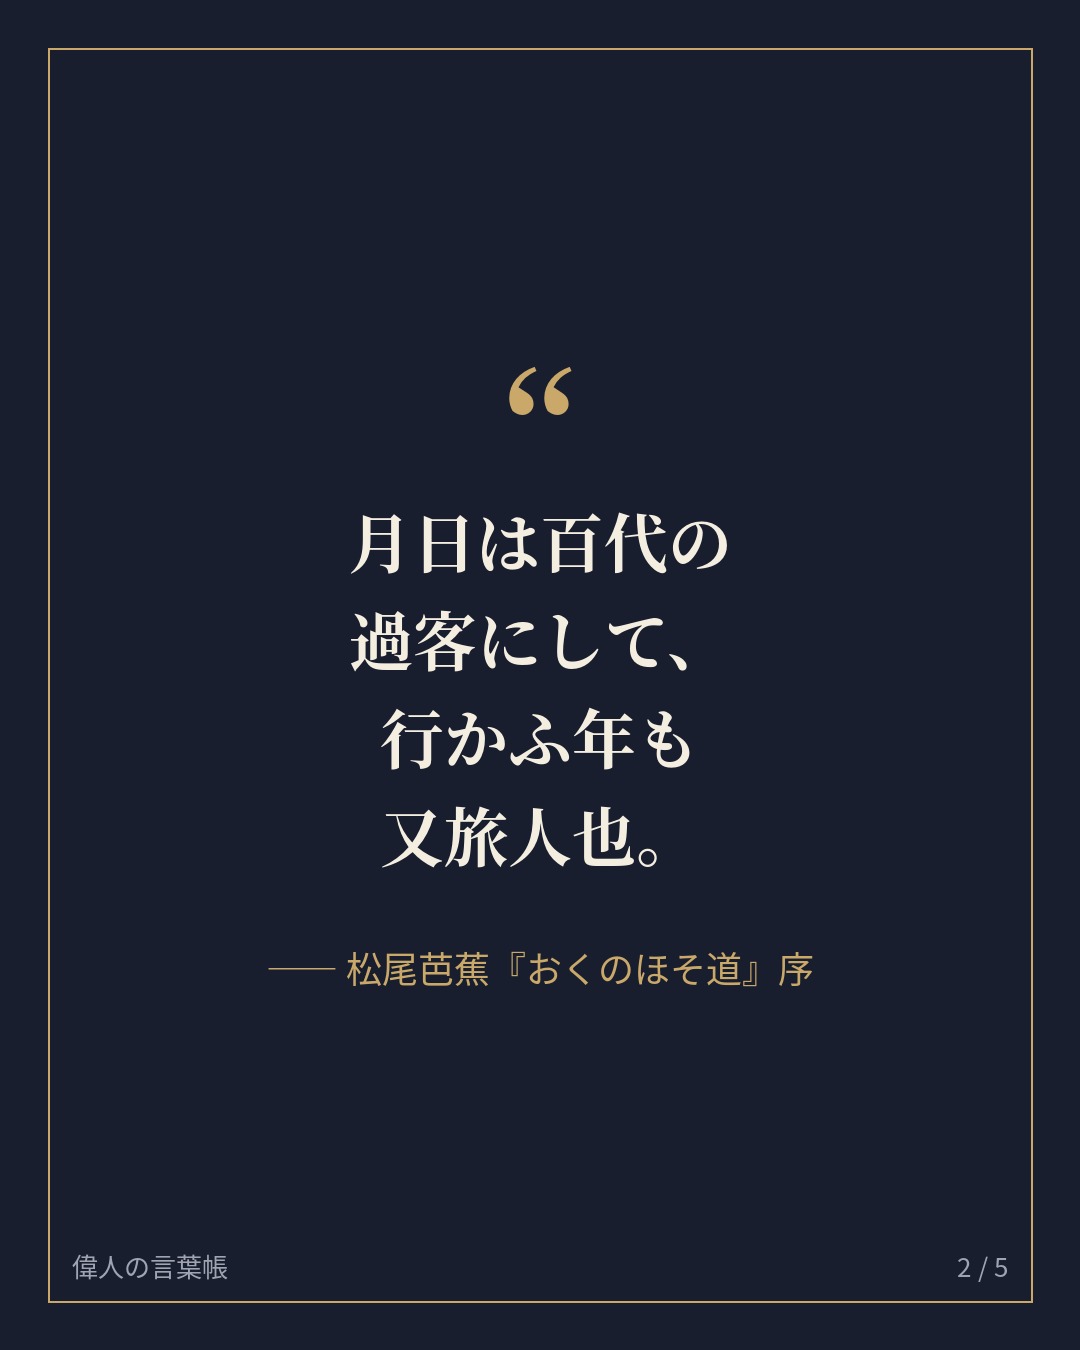 “
月日は百代の
過客にして、
行かふ年も
又旅人也。
—— 松尾芭蕉『おくのほそ道』序
偉人の言葉帳
2 / 5